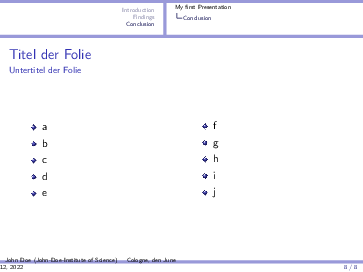 Introduction
Findings
Conclusion
My first Presentation
Conclusion
Titel der Folie
Untertitel der Folie
a
b
c
d
e
f
g
h
i
j
John Doe (John-Doe-Institute of Science) Cologne, den June
12, 2022
8 / 8